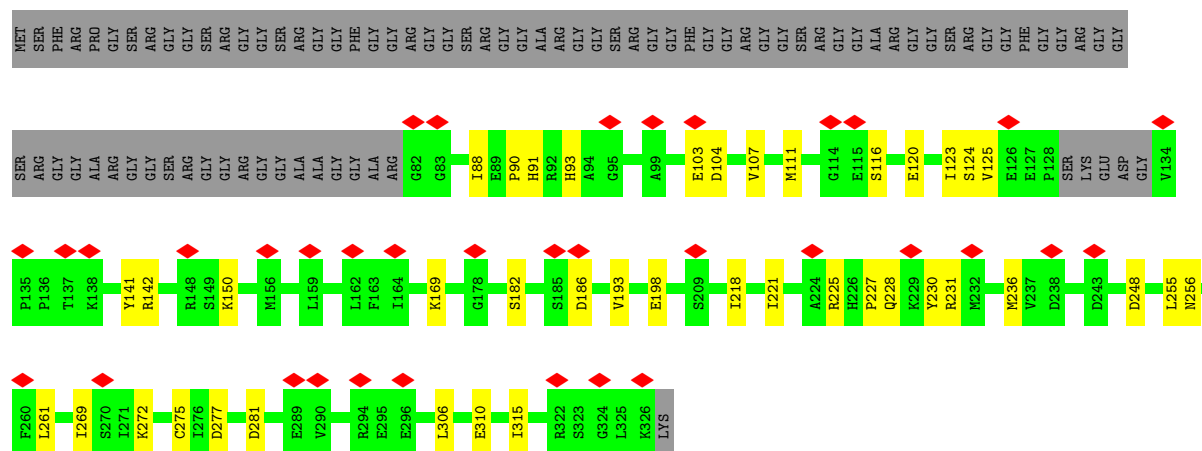 MET SER PHE ARG PRO GLY SER ARG GLY GLY SER ARG GLY GLY SER ARG GLY GLY PHE GLY GLY ARG GLY GLY SER ARG GLY GLY ALA ARG GLY GLY SER ARG GLY GLY PHE GLY ARG GLY GLY GLY SER ARG GLY GLY ALA ARG GLY GLY SER ARG GLY GLY PHE GLY GLY ARG GLY GLY
SER ARG GLY GLY ALA ARG GLY GLY SER ARG GLY GLY ARG GLY GLY ALA ALA GLY GLY ALA ARG G82 G83 I88 E89 P90 H91 R92 H93 A94 G95 A99 E103 D104 V107 M111 G114 E115 S116 E120 I123 S124 V125 E126 E127 P128 SER LYS GLU ASP GLY V134
P135 P136 T137 K138 Y141 R142 R148 S149 K150 M156 L159 L162 F163 I164 K169 G178 S182 S185 D186 V193 E198 S209 I218 I221 A224 R225 H226 P227 Q228 K229 Y230 R231 M232 M236 V237 D238 D243 D248 L255 N256
F260 L261 I269 S270 I271 K272 C275 I276 D277 D281 E289 V290 R294 E295 E296 L306 E310 I315 R322 S323 G324 L325 K326 LYS